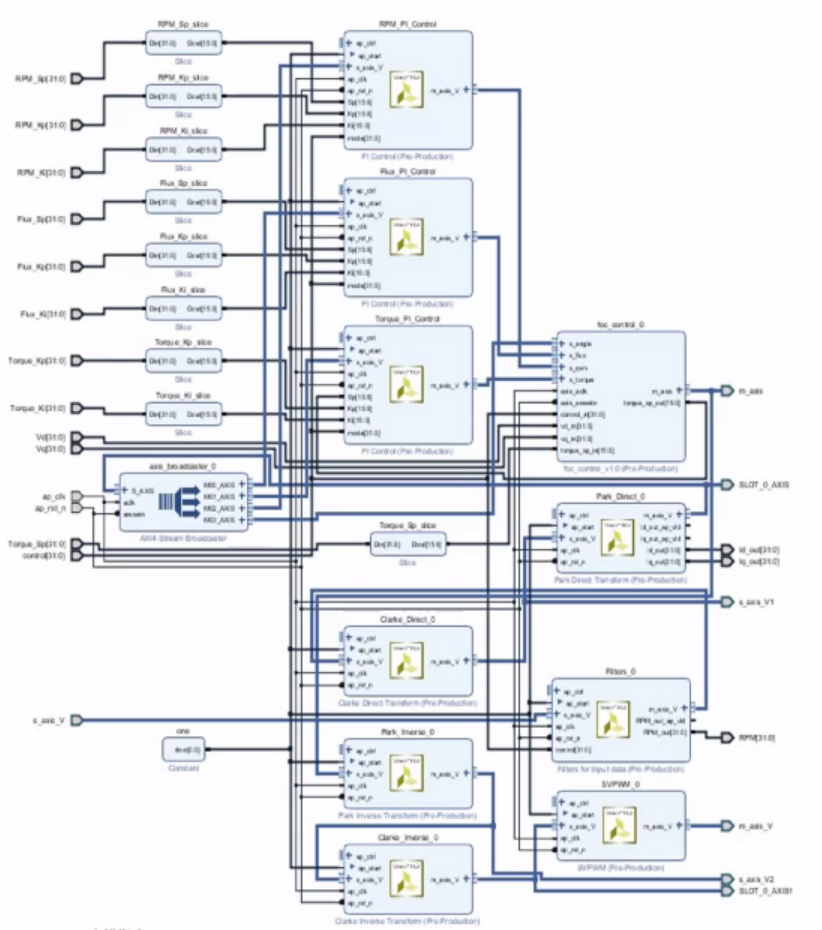 RPM_Sp_slice
RPM_Sp[31:0]
Din[31:0] Dout[15:0]
Slice
RPM_Kp_slice
RPM_Kp[31:0]
Din[31:0] Dout[15:0]
Slice
RPM_Ki_slice
RPM_Ki[31:0]
Din[31:0] Dout[15:0]
Slice
Flux_Sp_slice
Flux_Sp[31:0]
Din[31:0] Dout[15:0]
Slice
Flux_Kp_slice
Flux_Kp[31:0]
Din[31:0] Dout[15:0]
Slice
Flux_Ki_slice
Flux_Ki[31:0]
Din[31:0] Dout[15:0]
Slice
Torque_Kp_slice
Torque_Kp[31:0]
Din[31:0] Dout[15:0]
Slice
Torque_Ki_slice
Torque_Ki[31:0]
Din[31:0] Dout[15:0]
Slice
Vd[31:0]
Vq[31:0]
axis_broadcaster_0
S_AXIS
aclk
aresetn
M00_AXIS
M01_AXIS
M02_AXIS
M03_AXIS
AXI4-Stream Broadcaster
ap_clk
ap_rst_n
Torque_Sp[31:0]
control[31:0]
Torque_Sp_slice
Din[31:0] Dout[15:0]
Slice
s_axis_V
one
dout[0:0]
Constant
RPM_PI_Control
ap_ctrl
ap_start
s_axis_V
ap_clk
ap_rst_n
Sp[15:0]
Kp[15:0]
Ki[15:0]
mode[31:0]
m_axis_V
PI Control (Pre-Production)
Flux_PI_Control
ap_ctrl
ap_start
s_axis_V
ap_clk
ap_rst_n
Sp[15:0]
Kp[15:0]
Ki[15:0]
mode[31:0]
m_axis_V
PI Control (Pre-Production)
Torque_PI_Control
ap_ctrl
ap_start
s_axis_V
ap_clk
ap_rst_n
Sp[15:0]
Kp[15:0]
Ki[15:0]
mode[31:0]
m_axis_V
PI Control (Pre-Production)
Clarke_Direct_0
ap_ctrl
ap_start
s_axis_V
ap_clk
ap_rst_n
m_axis_V
Clarke Direct Transform (Pre-Production)
Park_Inverse_0
ap_ctrl
ap_start
s_axis_V
ap_clk
ap_rst_n
m_axis_V
Park Inverse Transform (Pre-Production)
Clarke_Inverse_0
ap_ctrl
ap_start
s_axis_V
ap_clk
ap_rst_n
m_axis_V
Clarke Inverse Transform (Pre-Production)
foc_control_0
s_angle
s_flux
s_rpm
s_torque
axis_aclk
axis_aresetn
control_in[31:0]
vd_in[31:0]
vq_in[31:0]
torque_sp_in[15:0]
m_axis
torque_sp_out[15:0]
foc_control_v1.0 (Pre-Production)
Park_Direct_0
ap_ctrl
ap_start
s_axis_V
ap_clk
ap_rst_n
m_axis_V
id_out_ap_vld
iq_out_ap_vld
id_out[31:0]
iq_out[31:0]
Park Direct Transform (Pre-Production)
Filters_0
ap_ctrl
ap_start
s_axis_V
ap_clk
ap_rst_n
control[31:0]
m_axis_V
RPM_out_ap_vld
RPM_out[31:0]
Filters for input data (Pre-Production)
SVPWM_0
ap_ctrl
ap_start
s_axis_V
ap_clk
ap_rst_n
m_axis_V
SVPWM (Pre-Production)
m_axis
SLOT_0_AXIS
id_out[31:0]
iq_out[31:0]
s_axis_V1
RPM[31:0]
m_axis_V
s_axis_V2
SLOT_0_AXIS1